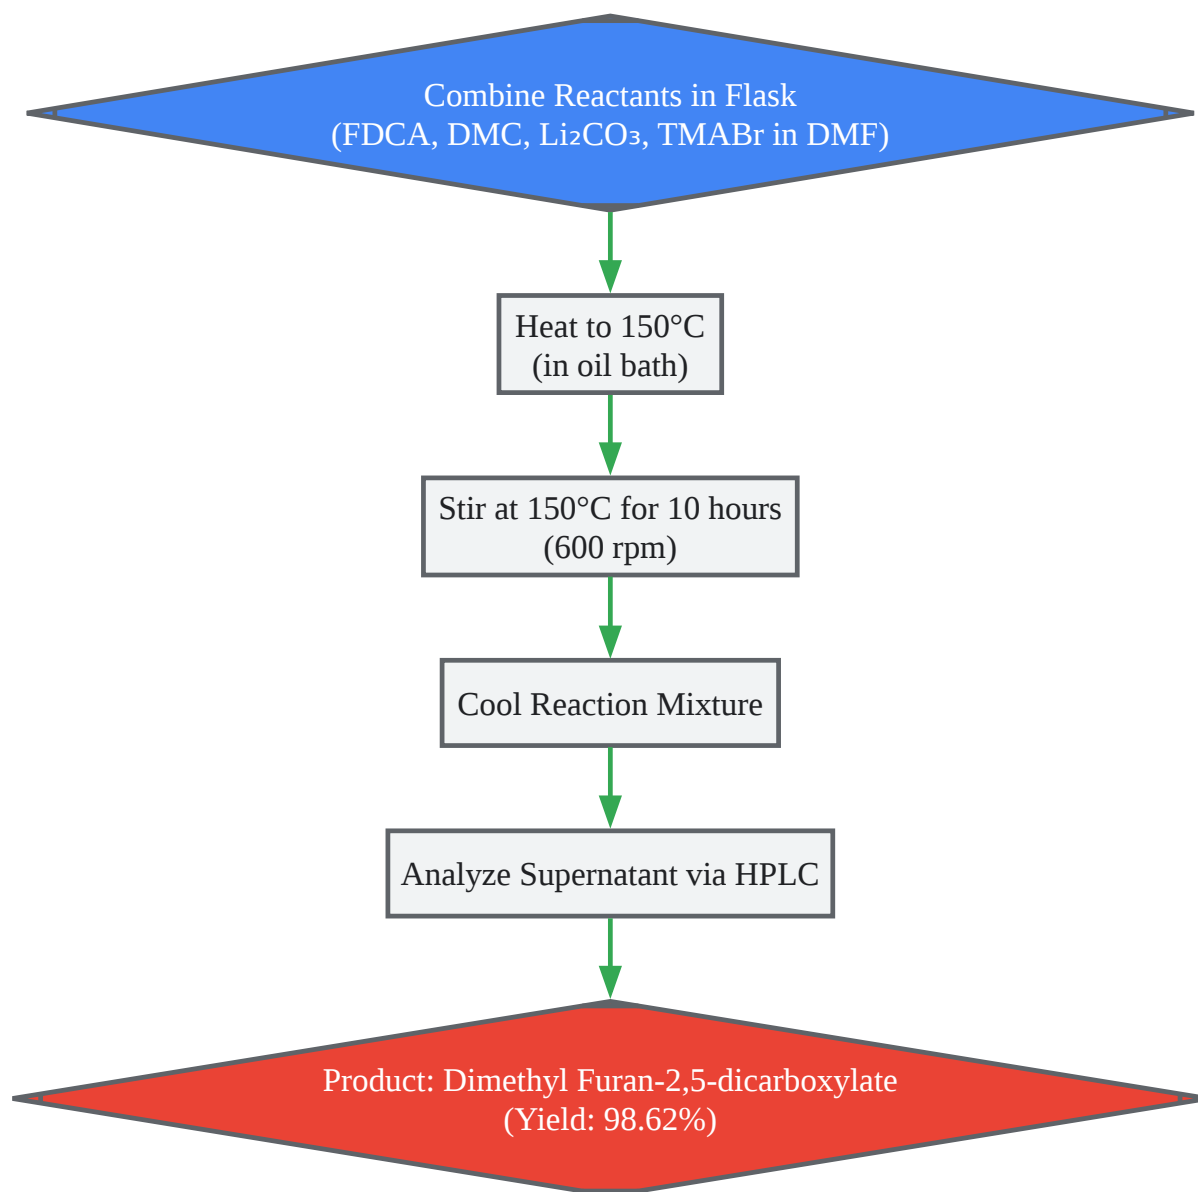 Combine Reactants in Flask
(FDCA, DMC, Li₂CO₃, TMABr in DMF)
Heat to 150°C
(in oil bath)
Stir at 150°C for 10 hours
(600 rpm)
Cool Reaction Mixture
Analyze Supernatant via HPLC
Product: Dimethyl Furan-2,5-dicarboxylate
(Yield: 98.62%)